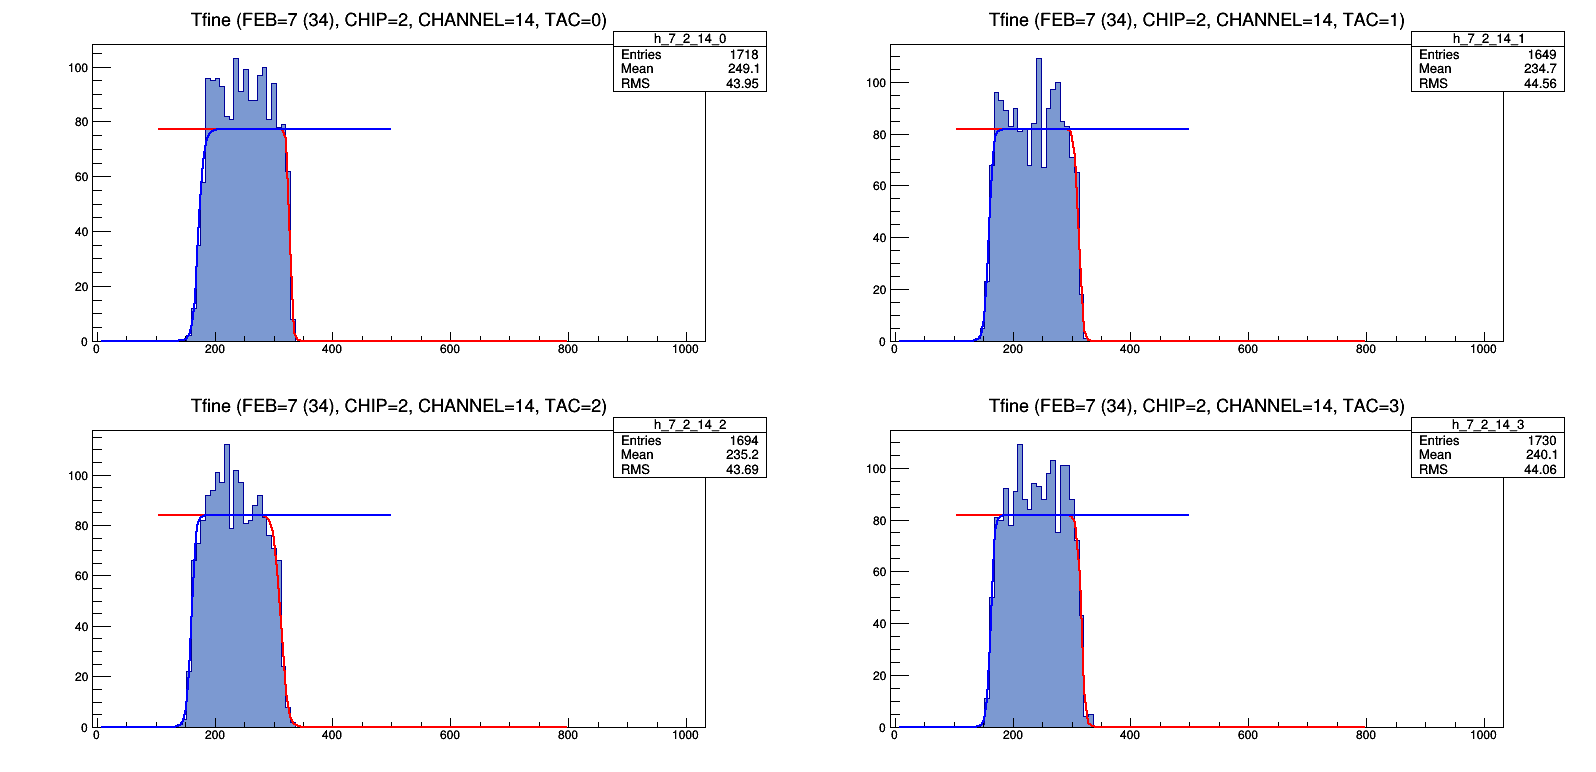 Tfine (FEB=7 (34), CHIP=2, CHANNEL=14, TAC=0)
h_7_2_14_0
Entries 1718
Mean 249.1
RMS 43.95
100
80
60
40
20
0
0 200 400 600 800 1000
Tfine (FEB=7 (34), CHIP=2, CHANNEL=14, TAC=1)
h_7_2_14_1
Entries 1649
Mean 234.7
RMS 44.56
100
80
60
40
20
0
0 200 400 600 800 1000
Tfine (FEB=7 (34), CHIP=2, CHANNEL=14, TAC=2)
h_7_2_14_2
Entries 1694
Mean 235.2
RMS 43.69
100
80
60
40
20
0
0 200 400 600 800 1000
Tfine (FEB=7 (34), CHIP=2, CHANNEL=14, TAC=3)
h_7_2_14_3
Entries 1730
Mean 240.1
RMS 44.06
100
80
60
40
20
0
0 200 400 600 800 1000